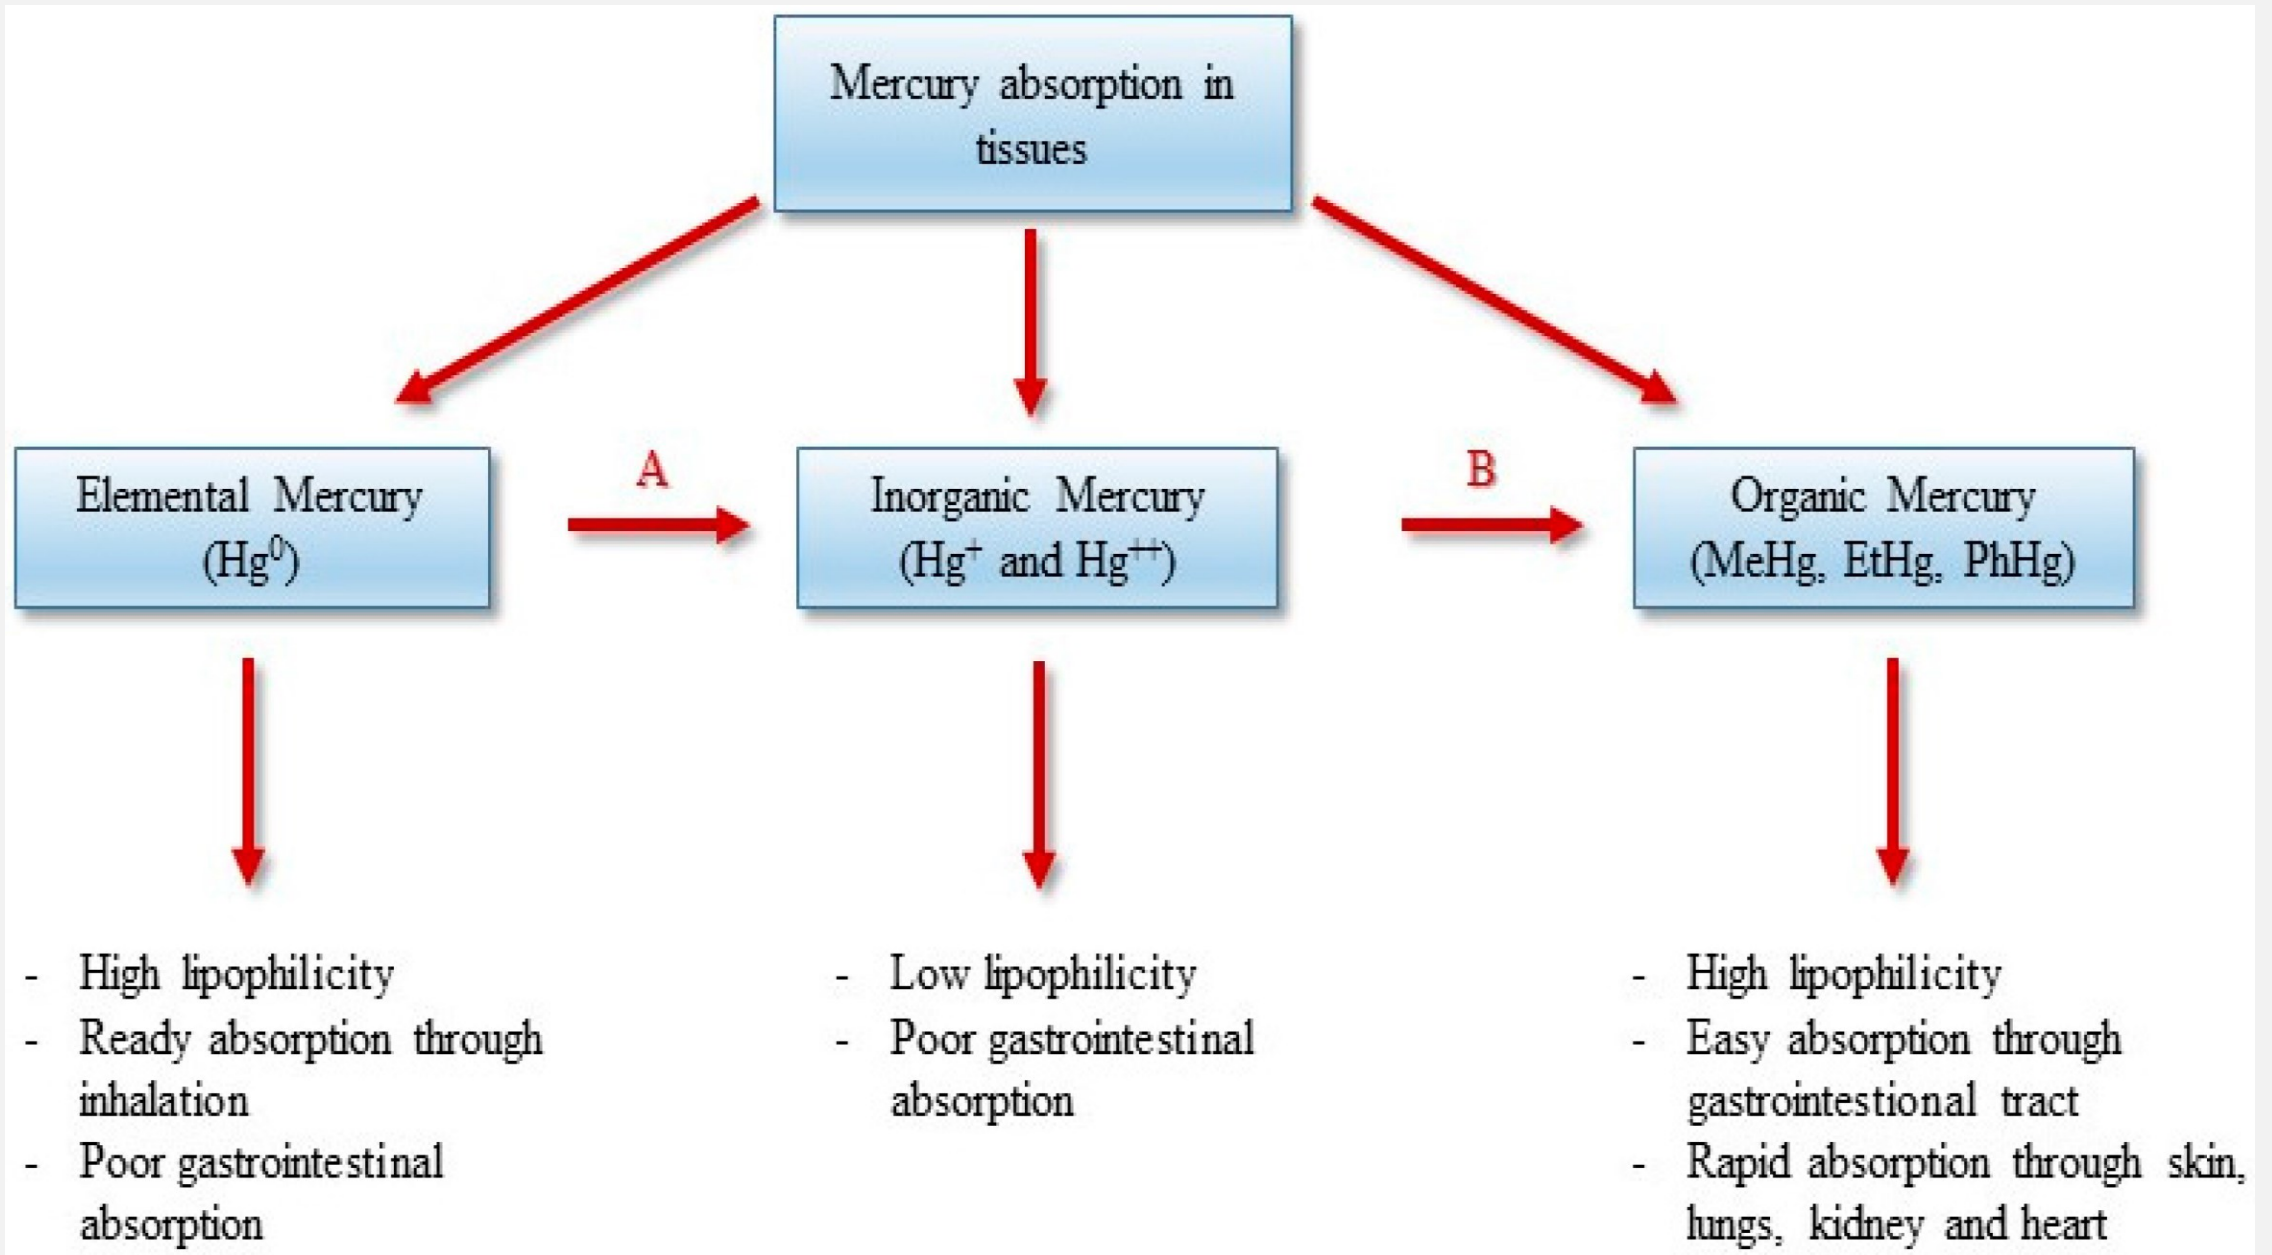 Mercury absorption in
tissues
A
B
Elemental Mercury
(Hg⁰)
Inorganic Mercury
(Hg⁺ and Hg⁺⁺)
Organic Mercury
(MeHg, EtHg, PhHg)
- High lipophilicity
- Ready absorption through
inhalation
- Poor gastrointestinal
absorption
- Low lipophilicity
- Poor gastrointestinal
absorption
- High lipophilicity
- Easy absorption through
gastrointestional tract
- Rapid absorption through skin,
lungs, kidney and heart